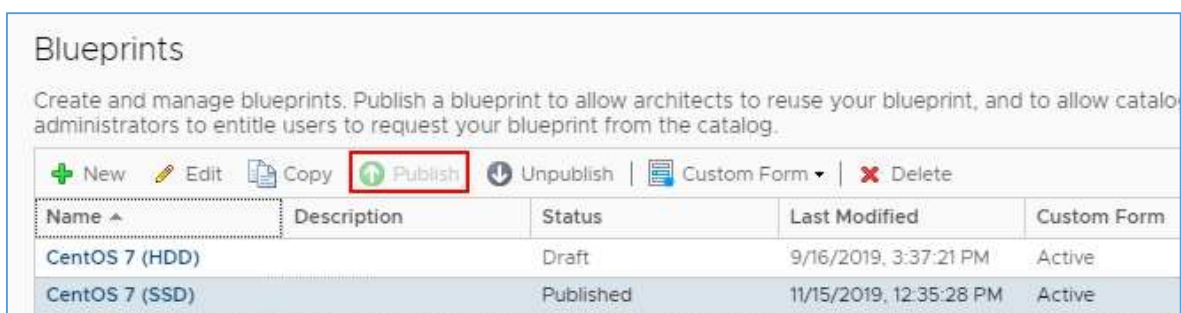 Blueprints
Create and manage blueprints. Publish a blueprint to allow architects to reuse your blueprint, and to allow catalo
administrators to entitle users to request your blueprint from the catalog.
New Edit Copy Publish Unpublish | Custom Form | Delete
Name Description Status Last Modified Custom Form
CentOS 7 (HDD) Draft 9/16/2019, 3:37:21 PM Active
CentOS 7 (SSD) Published 11/15/2019, 12:35:28 PM Active